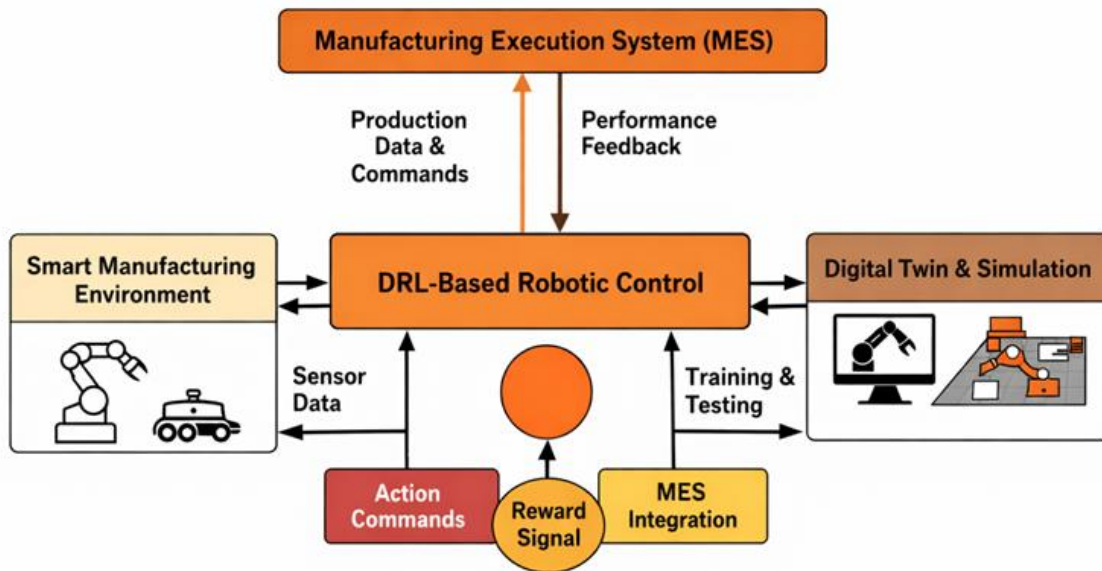 Manufacturing Execution System (MES)
Production
Data &
Commands
Performance
Feedback
Smart Manufacturing
Environment
DRL-Based Robotic Control
Digital Twin & Simulation
Sensor
Data
Training &
Testing
Action
Commands
Reward
Signal
MES
Integration